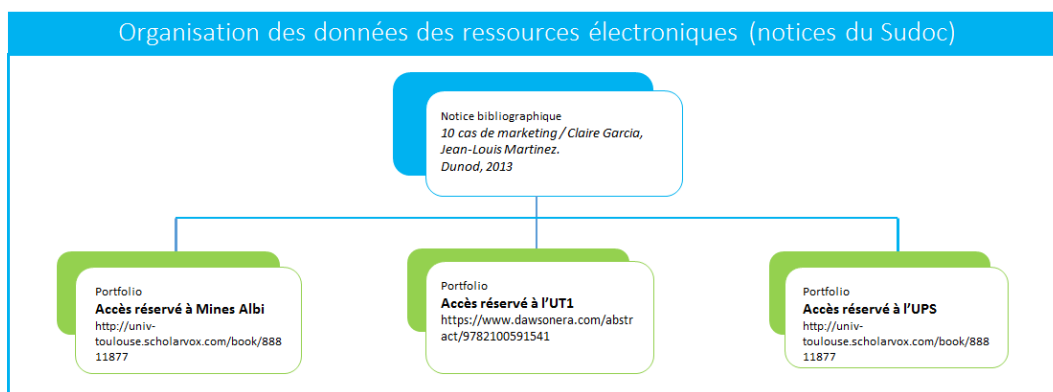 Organisation des données des ressources électroniques (notices du Sudoc)
Notice bibliographique
10 cas de marketing / Claire Garcia,
Jean-Louis Martinez.
Dunod, 2013
Portfolio
Accès réservé à Mines Albi
http://univ-
toulouse.scholarvox.com/book/888
11877
Portfolio
Accès réservé à l’UT1
https://www.dawsonera.com/abstr
act/9782100591541
Portfolio
Accès réservé à l’UPS
http://univ-
toulouse.scholarvox.com/book/888
11877